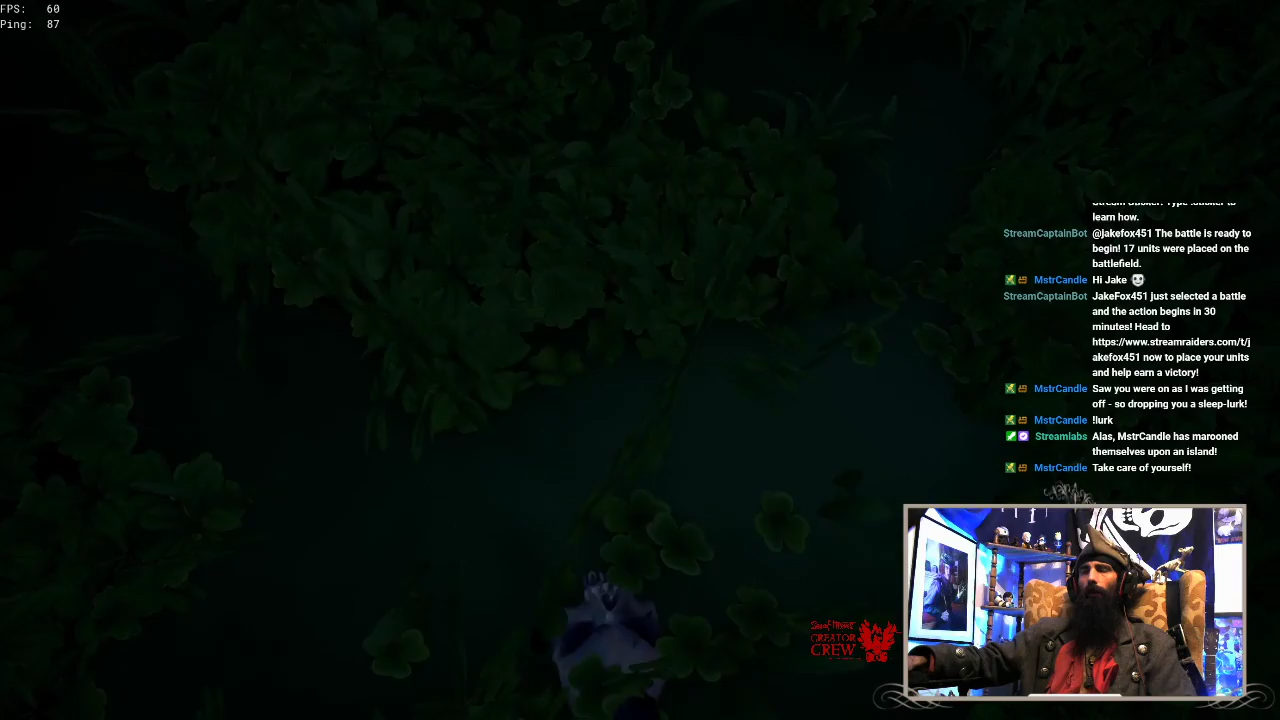 FPS: 60
Ping: 87
learn how.
StreamCaptainBot @jakefox451 The battle is ready to
begin! 17 units were placed on the
battlefield.
MstrCandle Hi Jake
StreamCaptainBot JakeFox451 just selected a battle
and the action begins in 30
minutes! Head to
https://www.streamraiders.com/t/j
akefox451 now to place your units
and help earn a victory!
MstrCandle Saw you were on as I was getting
off - so dropping you a sleep-lurk!
MstrCandle !lurk
Streamlabs Alas, MstrCandle has marooned
themselves upon an island!
MstrCandle Take care of yourself!
Sea of Thieves
CREATOR
CREW